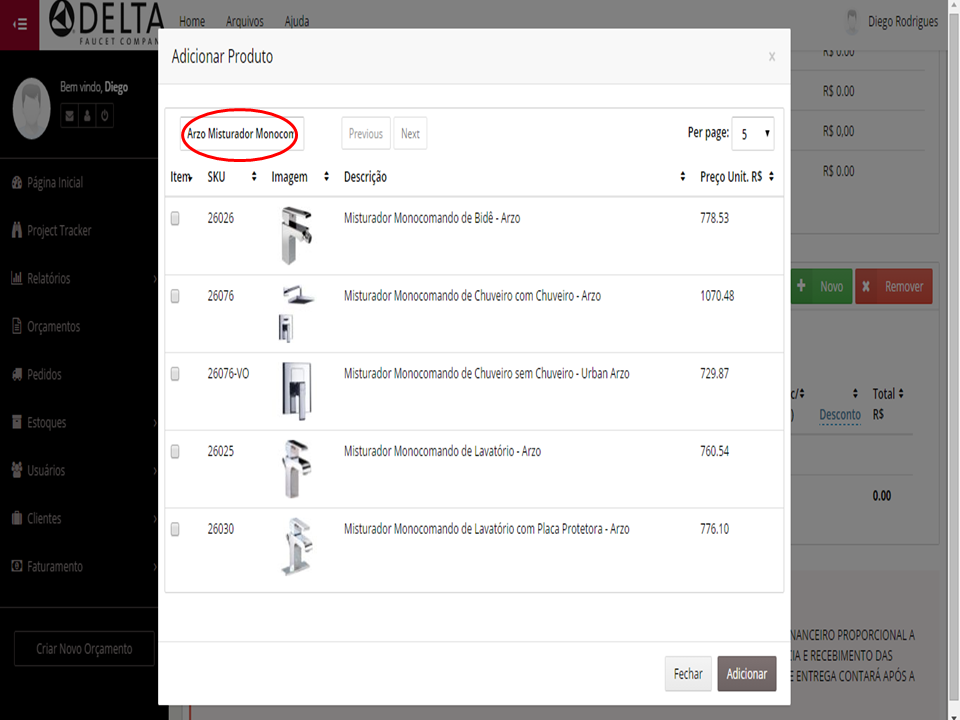 DELTA
FAUCET COMPAN
Home Arquivos Ajuda
Diego Rodrigues
Bem vindo, Diego
Página Inicial
Project Tracker
Relatórios
Orçamentos
Pedidos
Estoques
Usuários
Clientes
Faturamento
Criar Novo Orçamento
Adicionar Produto
x
Arzo Misturador Monocom
Previous Next
Per page: 5
Item SKU Imagem Descrição Preço Unit. R$
26026 Misturador Monocomando de Bidê - Arzo 778.53
26076 Misturador Monocomando de Chuveiro com Chuveiro - Arzo 1070.48
26076-VO Misturador Monocomando de Chuveiro sem Chuveiro - Urban Arzo 729.87
26025 Misturador Monocomando de Lavatório - Arzo 760.54
26030 Misturador Monocomando de Lavatório com Placa Protetora - Arzo 776.10
Fechar Adicionar
R$ 0.00
R$ 0.00
R$ 0,00
R$ 0.00
Novo Remover
c/ Total
) Desconto R$
0.00
NANCEIRO PROPORCIONAL A
CIA E RECEBIMENTO DAS
E ENTREGA CONTARÁ APÓS A